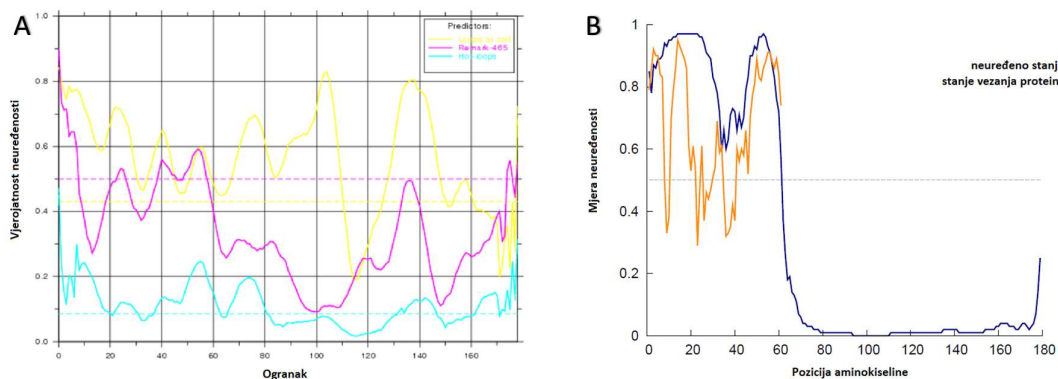 A
Predictors:
Remark-465
Hot-loops
Vjerojatnost neuređenosti
1.0
0.8
0.6
0.4
0.2
0.0
0
20
40
60
80
100
120
140
160
Ogranak
B
neuređeno stanj
stanje vezanja protein
Mjera neuređenosti
1
0.8
0.6
0.4
0.2
0
0
20
40
60
80
100
120
140
160
180
Pozicija aminokiseline